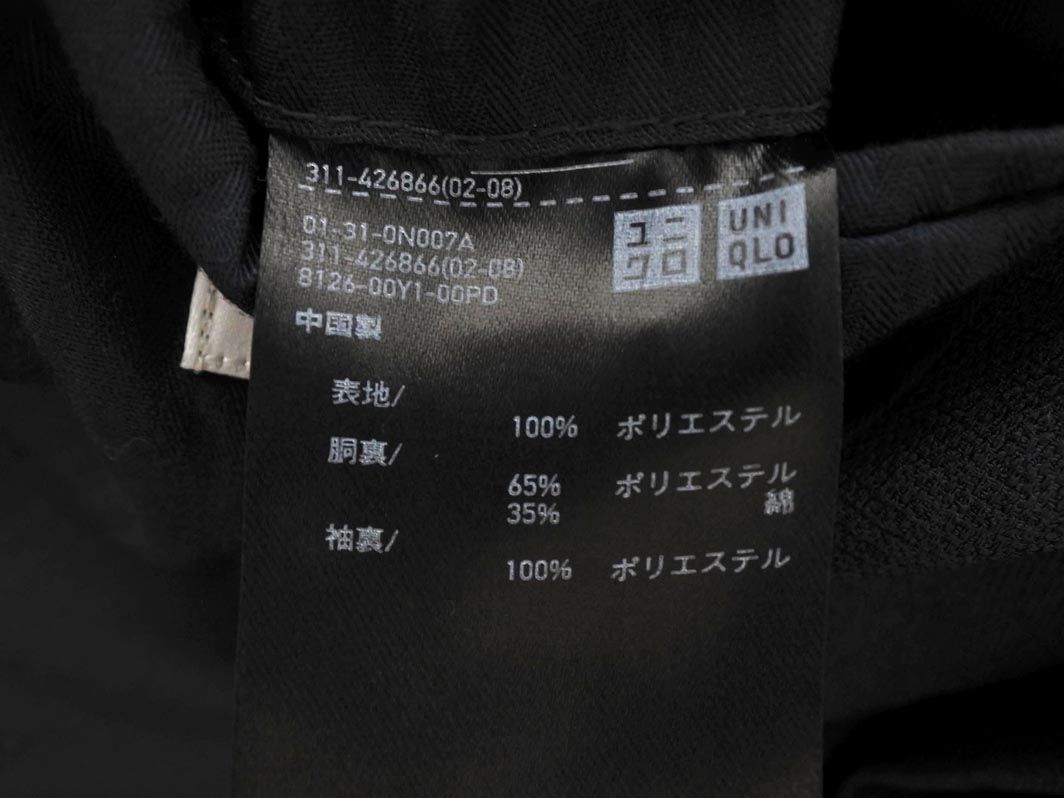 311-426866(02-08)
01-31-0N007A
311-426866(02-08)
8126-00Y1-00PD
ユニ
クロ
UNI
QLO
中国製
表地/
100% ポリエステル
胴裏/
65% ポリエステル
35% 綿
袖裏/
100% ポリエステル